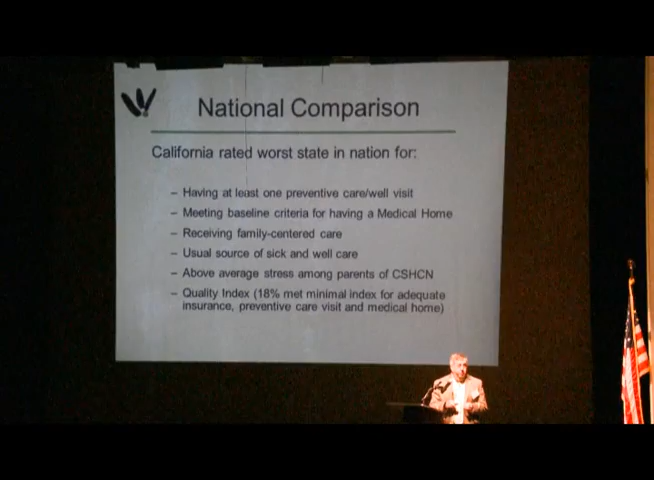 National Comparison
California rated worst state in nation for:
– Having at least one preventive care/well visit
– Meeting baseline criteria for having a Medical Home
– Receiving family-centered care
– Usual source of sick and well care
– Above average stress among parents of CSHCN
– Quality Index (18% met minimal index for adequate
insurance, preventive care visit and medical home)